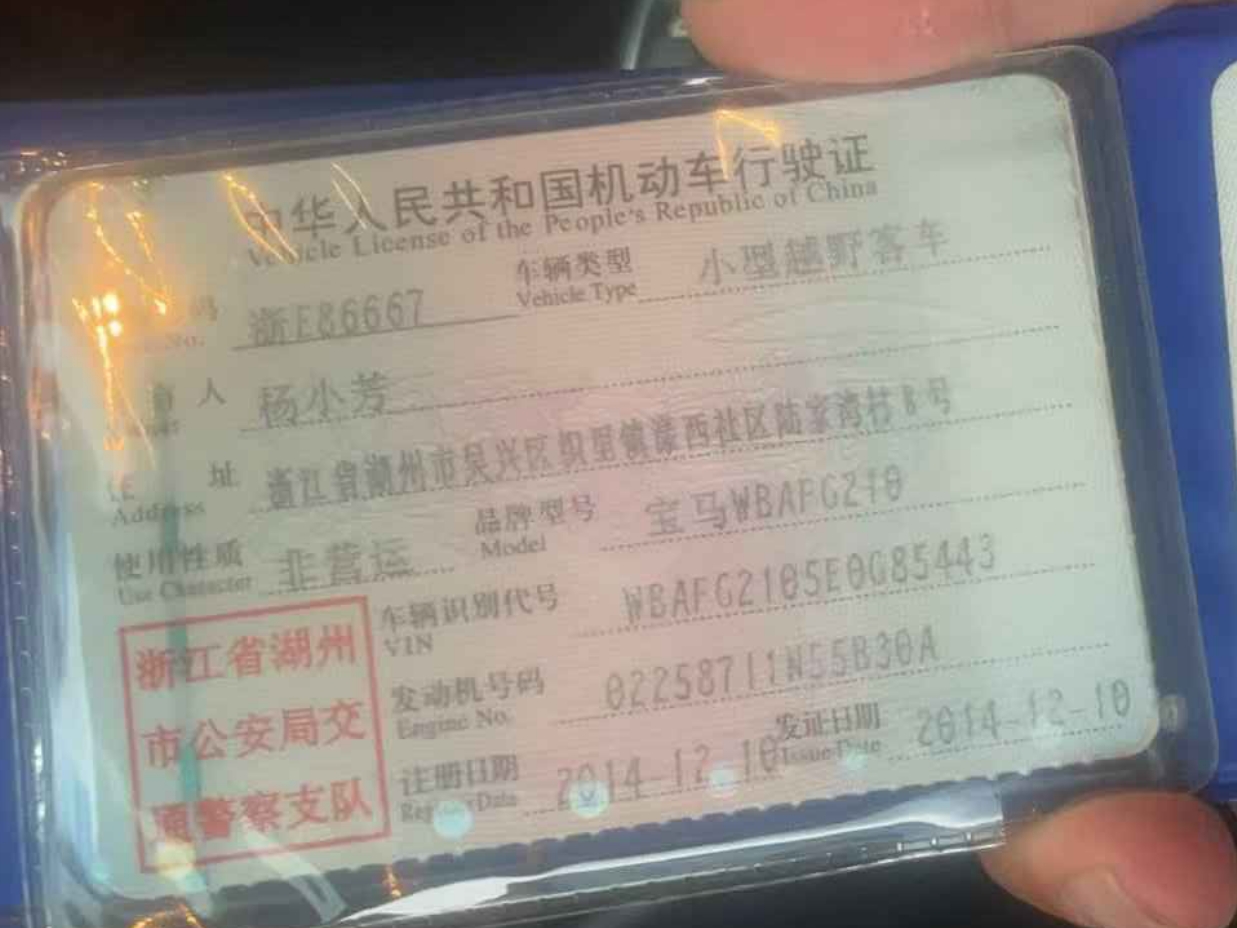 中华人民共和国机动车行驶证
Vehicle License of the People's Republic of China
码 浙E86667 车辆类型 小型越野客车
No. Vehicle Type
人 杨小芳
址 浙江省湖州市吴兴区织里镇漾西社区陆家湾村8号
Address
使用性质 非营运 品牌型号 宝马WBAFG210
Use Character Model
车辆识别代号 WBAFG2105E0G85443
VIN
发动机号码 02258711N55B30A
Engine No.
注册日期 2014-12-10 发证日期 2014-12-10
Register Date Issue Date
浙江省湖州
市公安局交
通警察支队